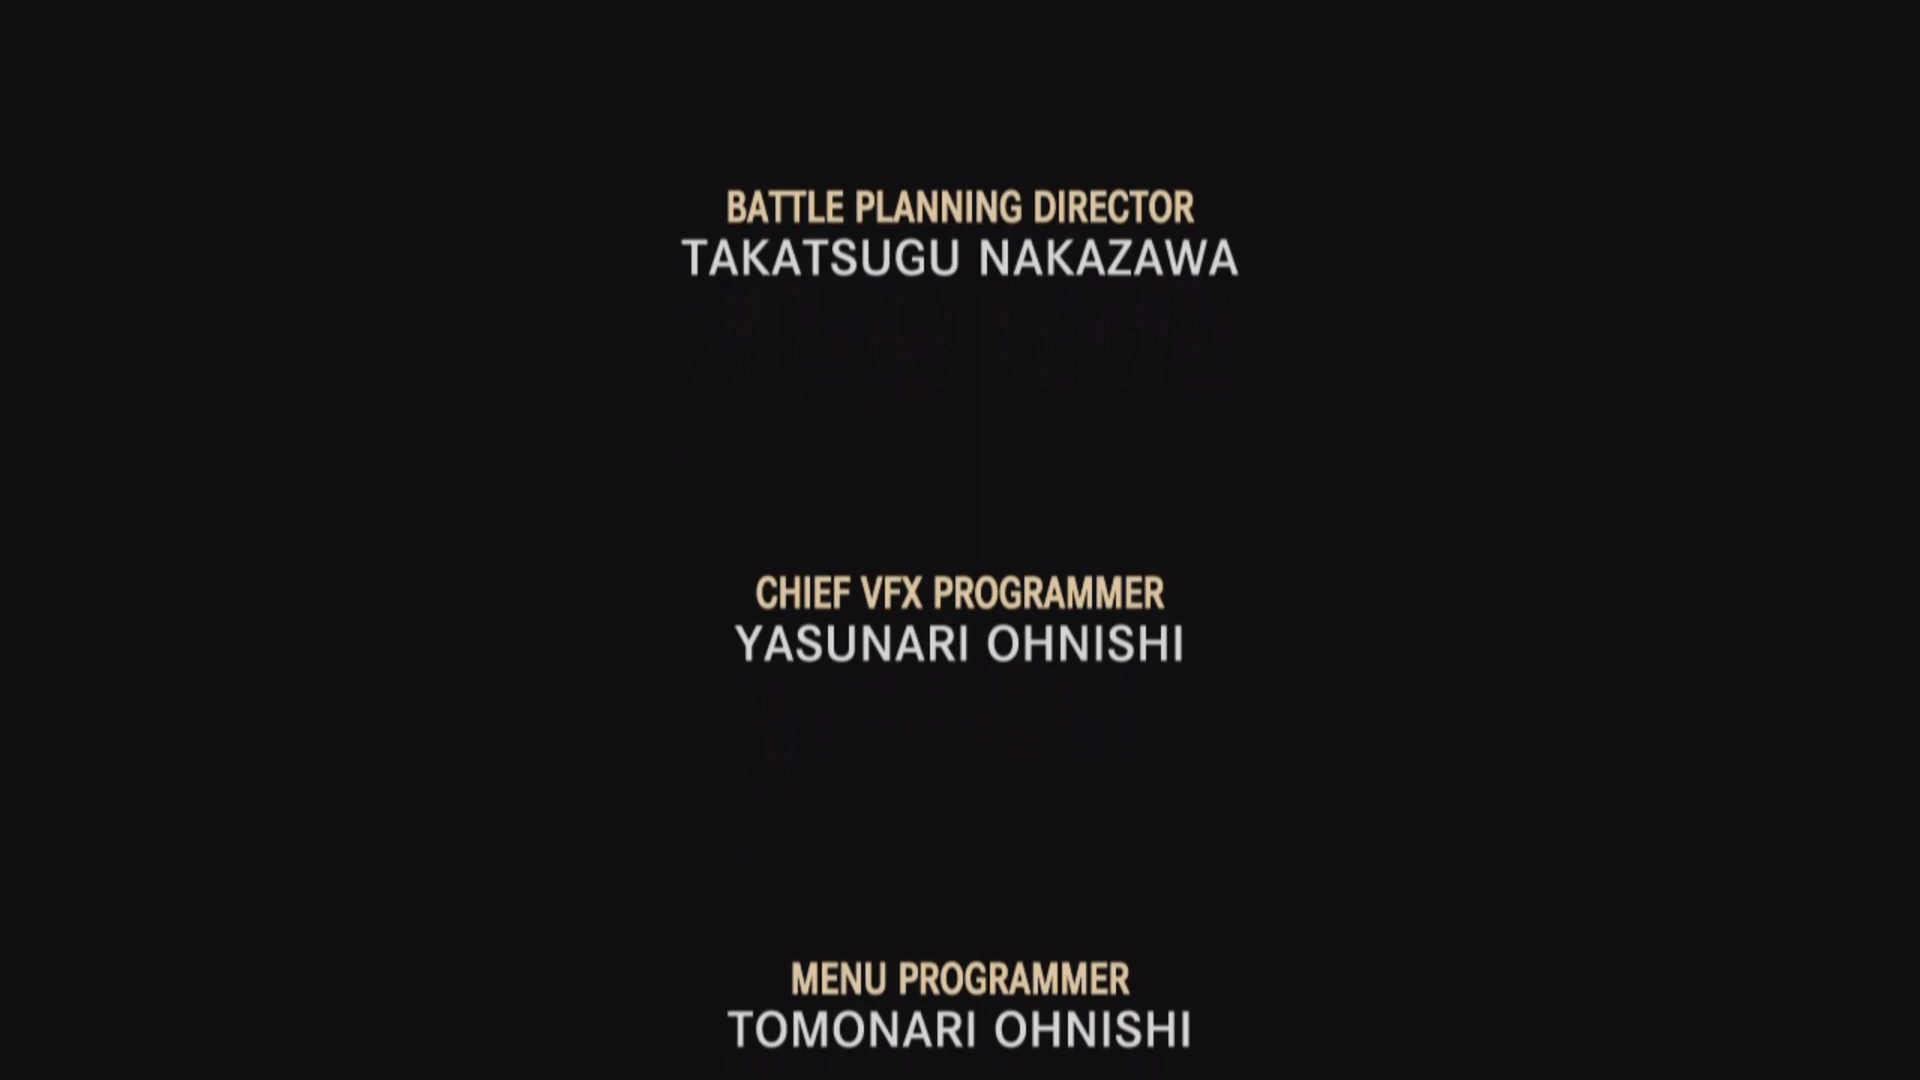 BATTLE PLANNING DIRECTOR
TAKATSUGU NAKAZAWA
CHIEF VFX PROGRAMMER
YASUNARI OHNISHI
MENU PROGRAMMER
TOMONARI OHNISHI